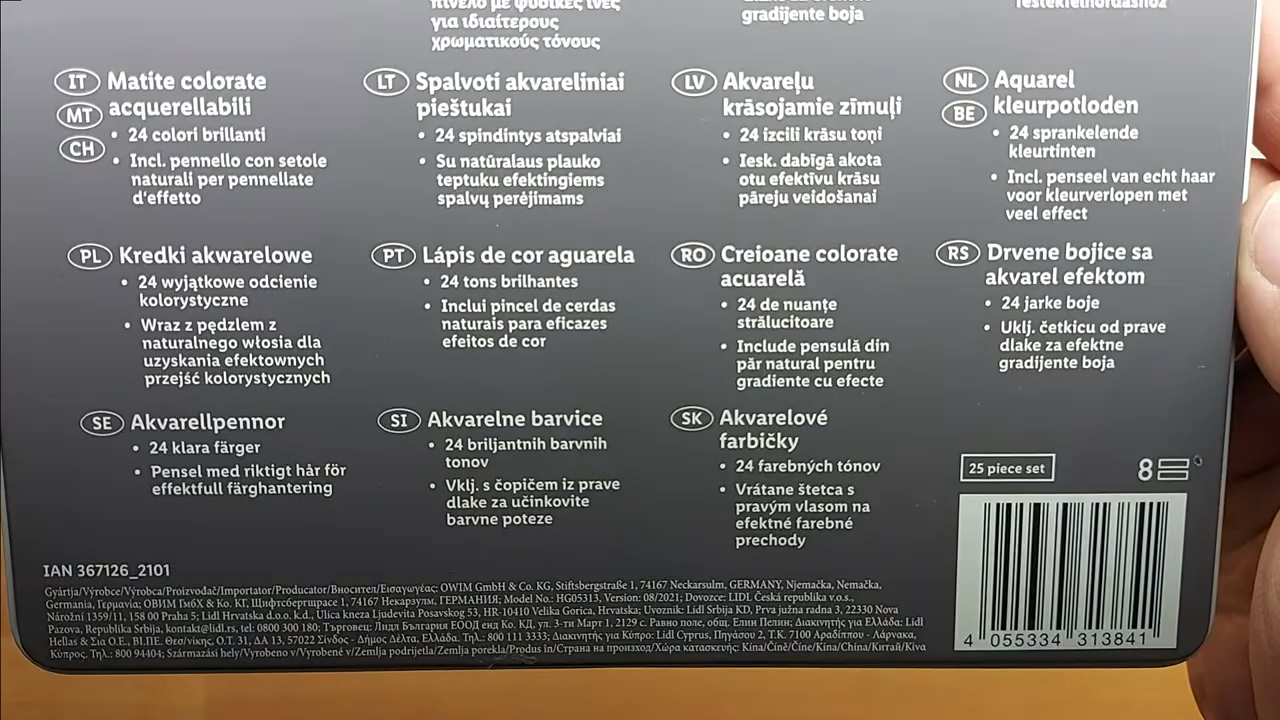 πινέλο με φυσικές ίνες
για ιδιαίτερους
χρωματικούς τόνους
gradijente boja
IT MT CH
Matite colorate
acquerellabili
• 24 colori brillanti
• Incl. pennello con setole
naturali per pennellate
d'effetto
LT Spalvoti akvareliniai
pieštukai
• 24 spindintys atspalviai
• Su natūralaus plauko
teptuku efektingiems
spalvų perėjimams
LV Akvareļu
krāsojamie zīmuļi
• 24 izcili krāsu toņi
• Iesk. dabīgā akota
otu efektīvu krāsu
pāreju veidošanai
NL BE
Aquarel
kleurpotloden
• 24 sprankelende
kleurtinten
• Incl. penseel van echt haar
voor kleurverlopen met
veel effect
PL Kredki akwarelowe
• 24 wyjątkowe odcienie
kolorystyczne
• Wraz z pędzlem z
naturalnego włosia dla
uzyskania efektownych
przejść kolorystycznych
PT Lápis de cor aguarela
• 24 tons brilhantes
• Inclui pincel de cerdas
naturais para eficazes
efeitos de cor
RO Creioane colorate
acuarelă
• 24 de nuanțe
strălucitoare
• Include pensulă din
păr natural pentru
gradiente cu efecte
RS Drvene bojice sa
akvarel efektom
• 24 jarke boje
• Uklj. četkicu od prave
dlake za efektne
gradijente boja
SE Akvarellpennor
• 24 klara färger
• Pensel med riktigt hår för
effektfull färghantering
SI Akvarelne barvice
• 24 briljantnih barvnih
tonov
• Vklj. s čopičem iz prave
dlake za učinkovite
barvne poteze
SK Akvarelové
farbičky
• 24 farebných tónov
• Vrátane štetca s
pravým vlasom na
efektné farebné
prechody
25 piece set
8
4 055334 313841
IAN 367126_2101
Gyártja/Výrobce/Výrobca/Proizvođač/Importator/Producator/Вносител/Εισαγωγέας: OWIM GmbH & Co. KG, Stiftsbergstraße 1, 74167 Neckarsulm, GERMANY, Njemačka, Nemačka,
Germania, Γερμανία; ОВИМ ГмбХ & Ко. КГ, Щифтсбергщрасе 1, 74167 Некарзулм, ГЕРМАНИЯ; Model No.: HG05313, Version: 08/2021; Dovozce: LIDL Česká republika v.o.s.,
Nárožní 1359/11, 158 00 Praha 5; Lidl Hrvatska d.o.o. k.d., Ulica kneza Ljudevita Posavskog 53, HR-10410 Velika Gorica, Hrvatska; Uvoznik: Lidl Srbija KD, Prva južna radna 3, 22330 Nova
Pazova, Republika Srbija, kontakt@lidl.rs, tel: 0800 300 180; Търговец: Лидл България ЕООД енд Ко. КД, ул. 3-ти Март 1, 2129 с. Равно поле, общ. Елин Пелин; Διακινητής για Ελλάδα: Lidl
Hellas & Σια Ο.Ε., ΒΙ.ΠΕ. Θεσ/νίκης, Ο.Τ. 31, ΔΑ 13, 57022 Σίνδος - Δήμος Δέλτα, Ελλάδα. Τηλ.: 800 111 3333; Διακινητής για Κύπρο: Lidl Cyprus, Πηγάσου 2, Τ.Κ. 7100 Αραδίππου - Λάρνακα,
Κύπρος. Τηλ.: 800 94404; Származási hely/Vyrobeno v/Vyrobené v/Zemlja podrijetla/Zemlja porekla/Produs in/Страна на произход/Χώρα κατασκευής: Kína/Čína/Čína/Kina/China/Китай/Κίνα